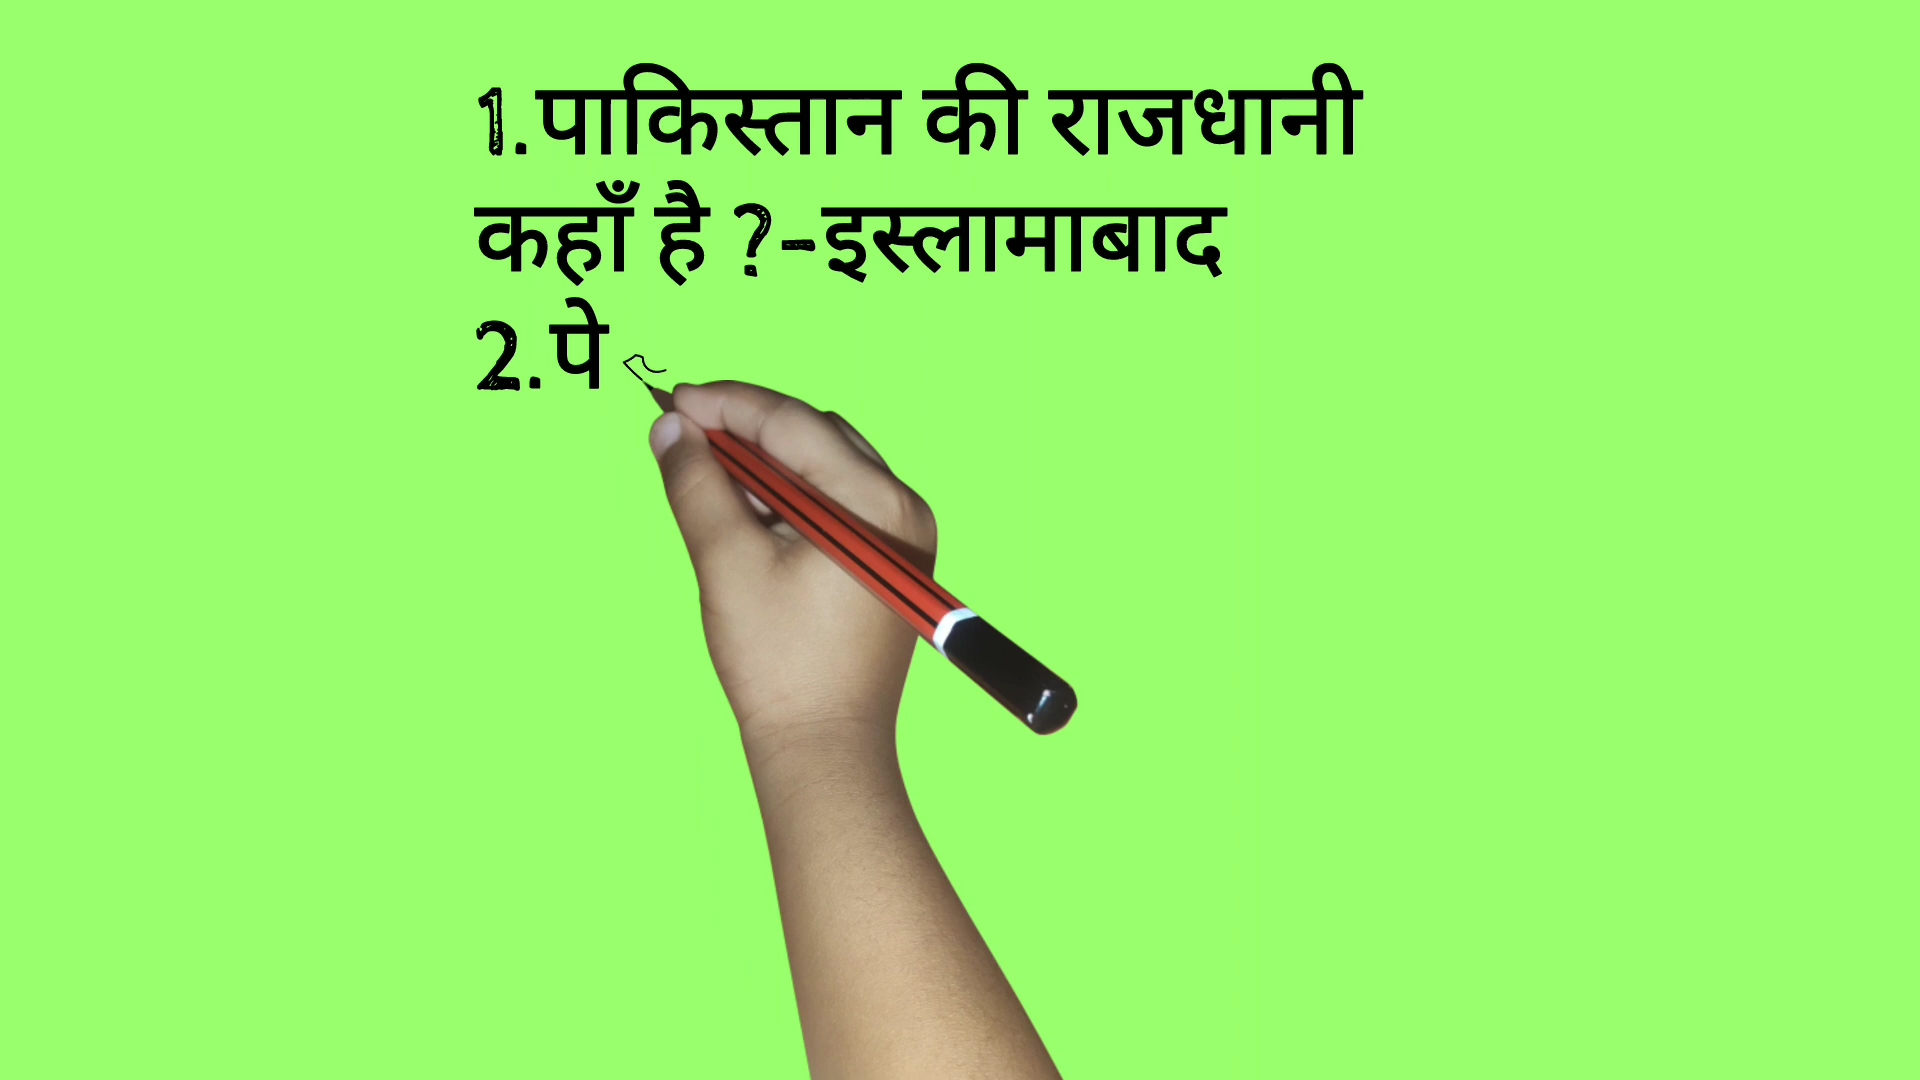 1.पाकिस्तान की राजधानी
कहाँ है ?-इस्लामाबाद
2.पे